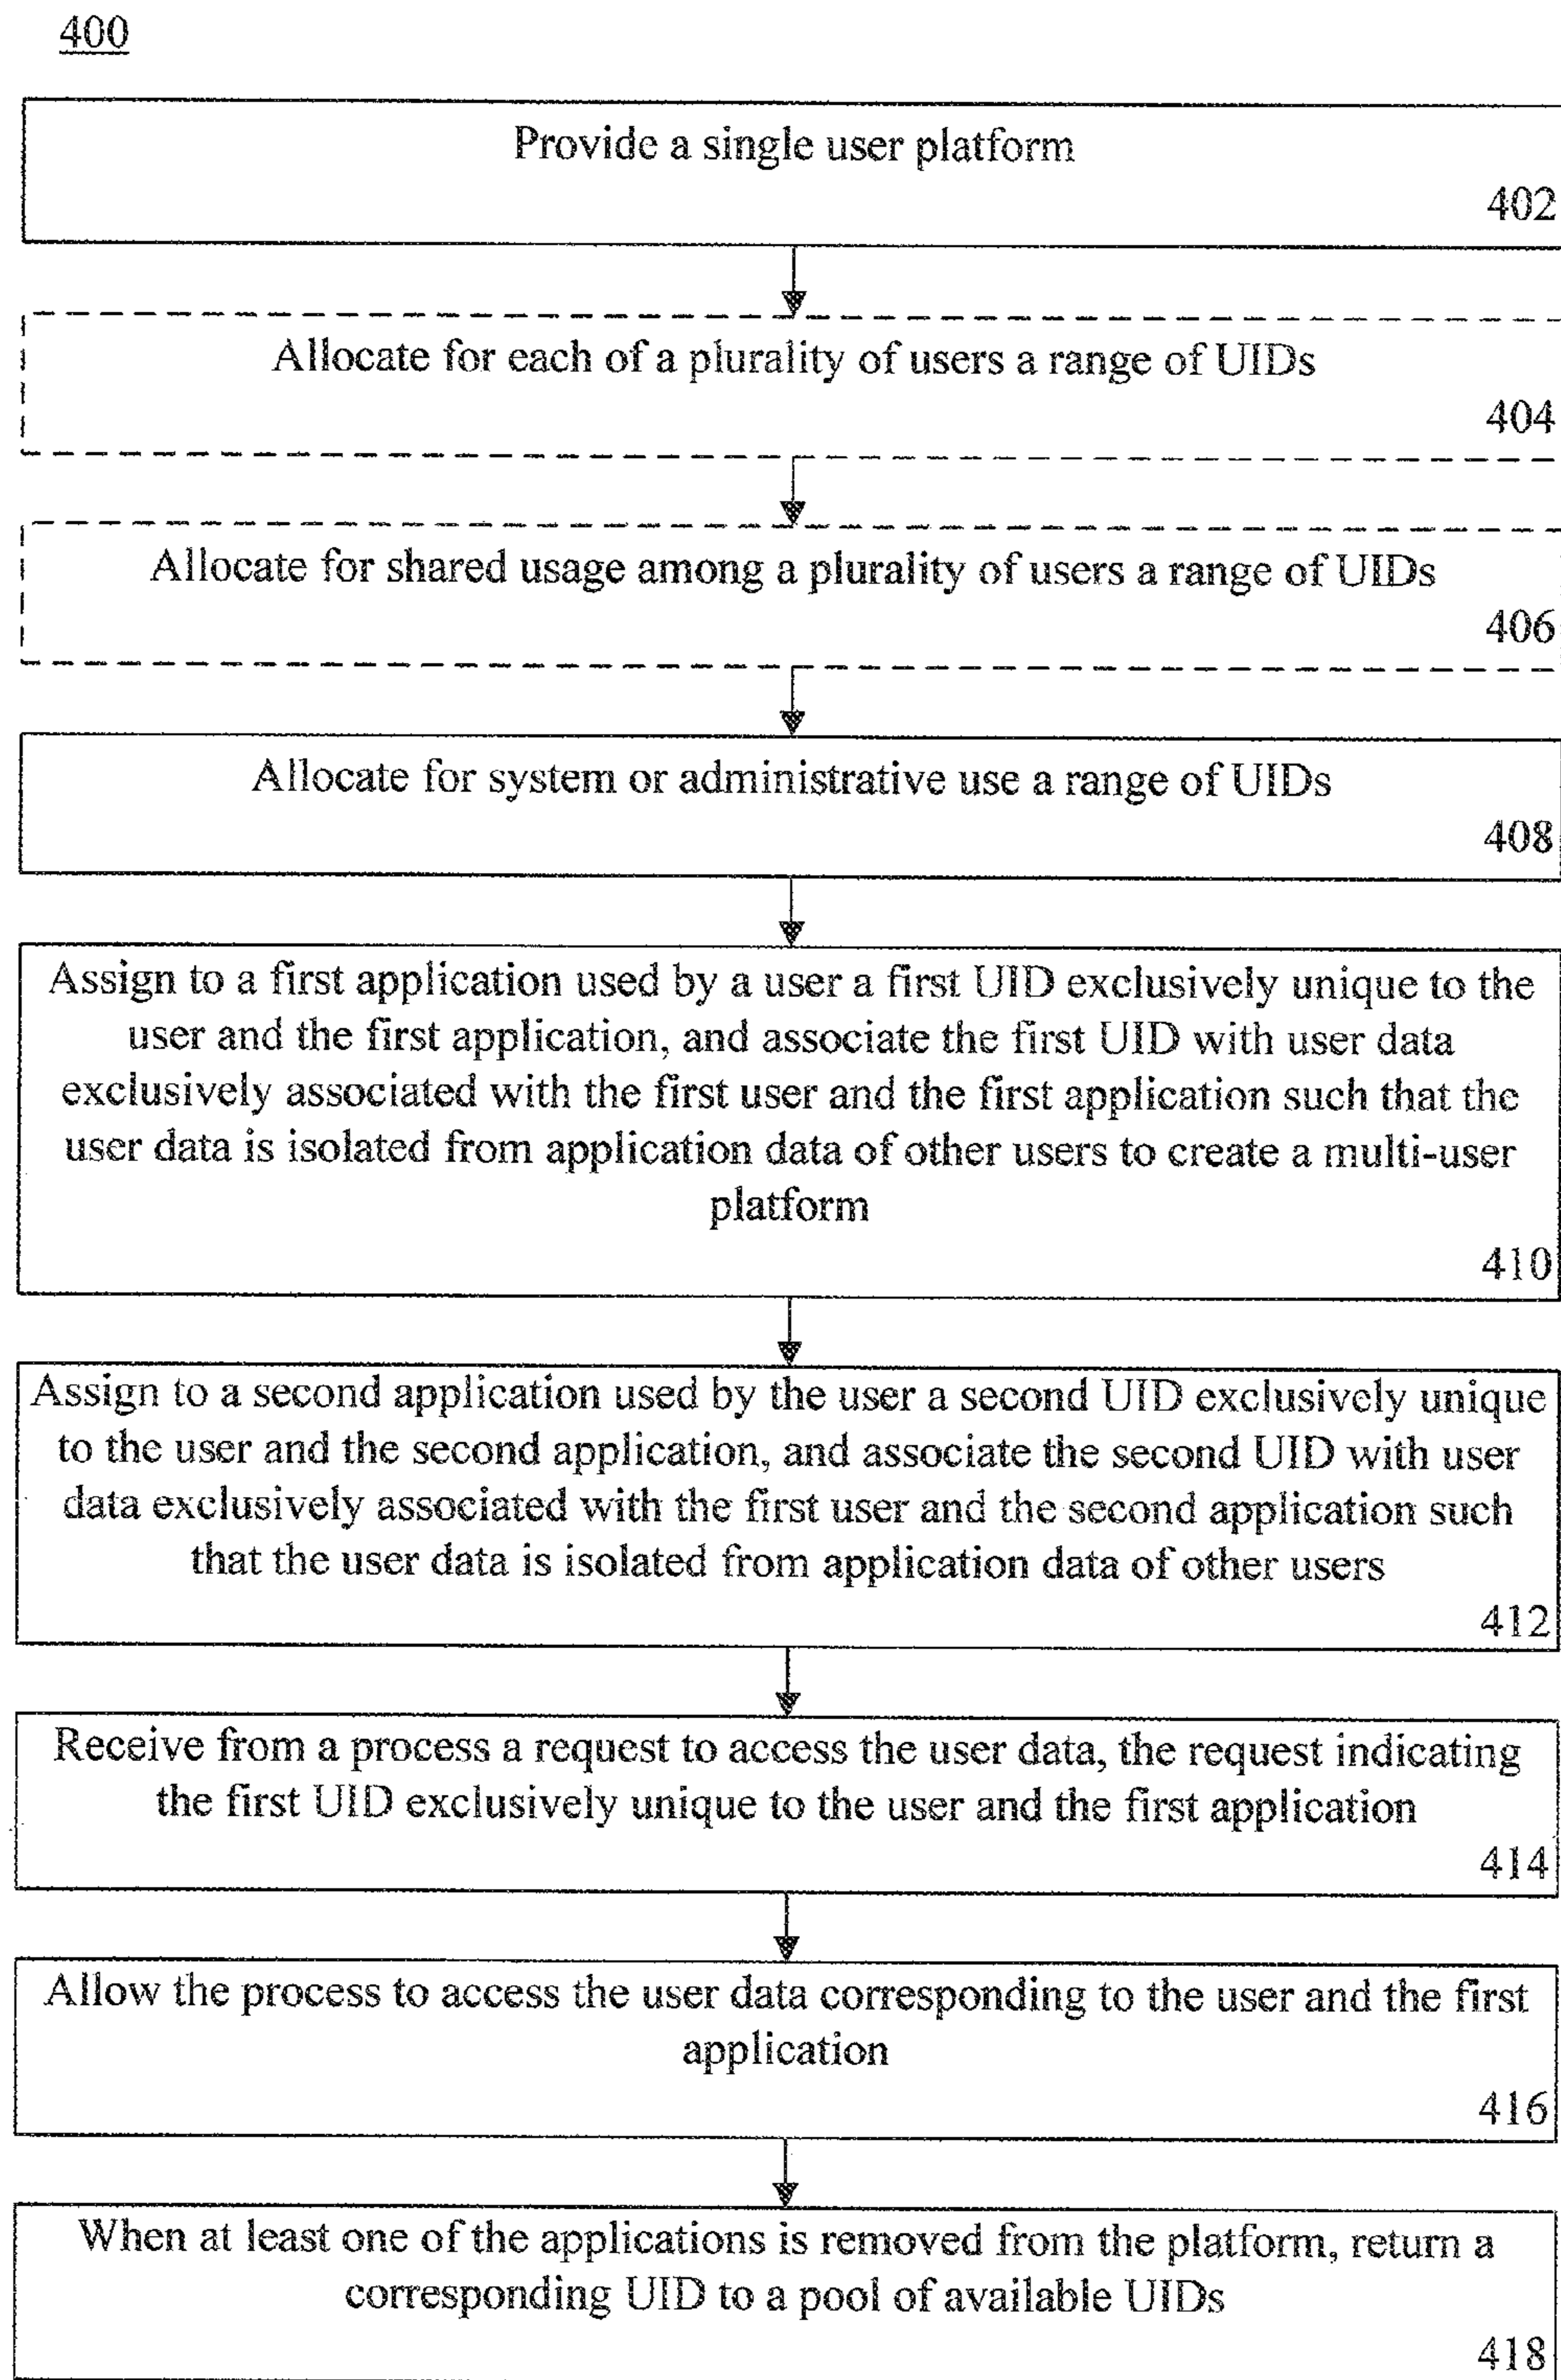 400
Provide a single user platform
402
Allocate for each of a plurality of users a range of UIDs
404
Allocate for shared usage among a plurality of users a range of UIDs
406
Allocate for system or administrative use a range of UIDs
408
Assign to a first application used by a user a first UID exclusively unique to the
user and the first application, and associate the first UID with user data
exclusively associated with the first user and the first application such that the
user data is isolated from application data of other users to create a multi-user
platform
410
Assign to a second application used by the user a second UID exclusively unique
to the user and the second application, and associate the second UID with user
data exclusively associated with the first user and the second application such
that the user data is isolated from application data of other users
412
Receive from a process a request to access the user data, the request indicating
the first UID exclusively unique to the user and the first application
414
Allow the process to access the user data corresponding to the user and the first
application
416
When at least one of the applications is removed from the platform, return a
corresponding UID to a pool of available UIDs
418